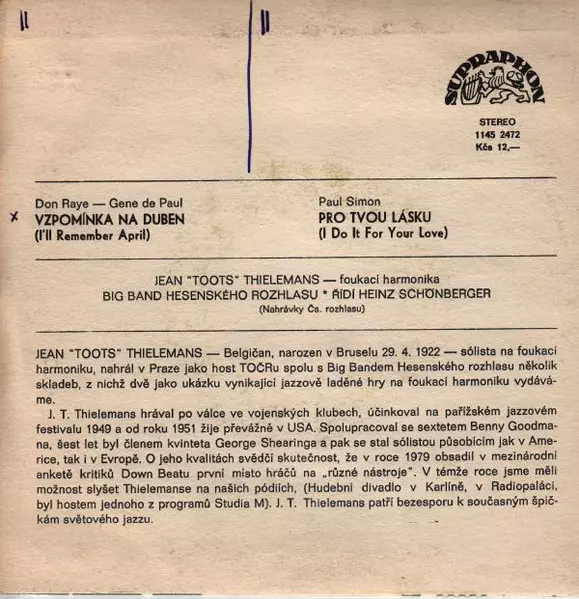 SUPRAPHON
STEREO
1145 2472
Kčs 12,—
Don Raye — Gene de Paul
x VZPOMÍNKA NA DUBEN
(I'll Remember April)
Paul Simon
PRO TVOU LÁSKU
(I Do It For Your Love)
JEAN "TOOTS" THIELEMANS — foukací harmonika
BIG BAND HESENSKÉHO ROZHLASU * ŘÍDÍ HEINZ SCHÖNBERGER
(Nahrávky Čs. rozhlasu)
JEAN "TOOTS" THIELEMANS — Belgičan, narozen v Bruselu 29. 4. 1922 — sólista na foukací
harmoniku, nahrál v Praze jako host TOČRu spolu s Big Bandem Hesenského rozhlasu několik
skladeb, z nichž dvě jako ukázku vynikající jazzově laděné hry na foukací harmoniku vydává-
me.
J. T. Thielemans hrával po válce ve vojenských klubech, účinkoval na pařížském jazzovém
festivalu 1949 a od roku 1951 žije převážně v USA. Spolupracoval se sextetem Benny Goodma-
na, šest let byl členem kvinteta George Shearinga a pak se stal sólistou působícím jak v Ame-
rice, tak i v Evropě. O jeho kvalitách svědčí skutečnost, že v roce 1979 obsadil v mezinárodní
anketě kritiků Down Beatu první místo hráčů na „různé nástroje". V témže roce jsme měli
možnost slyšet Thielemanse na našich pódiích, (Hudební divadlo v Karlíně, v Radiopaláci,
byl hostem jednoho z programů Studia M). J. T. Thielemans patří bezesporu k současným špič-
kám světového jazzu.